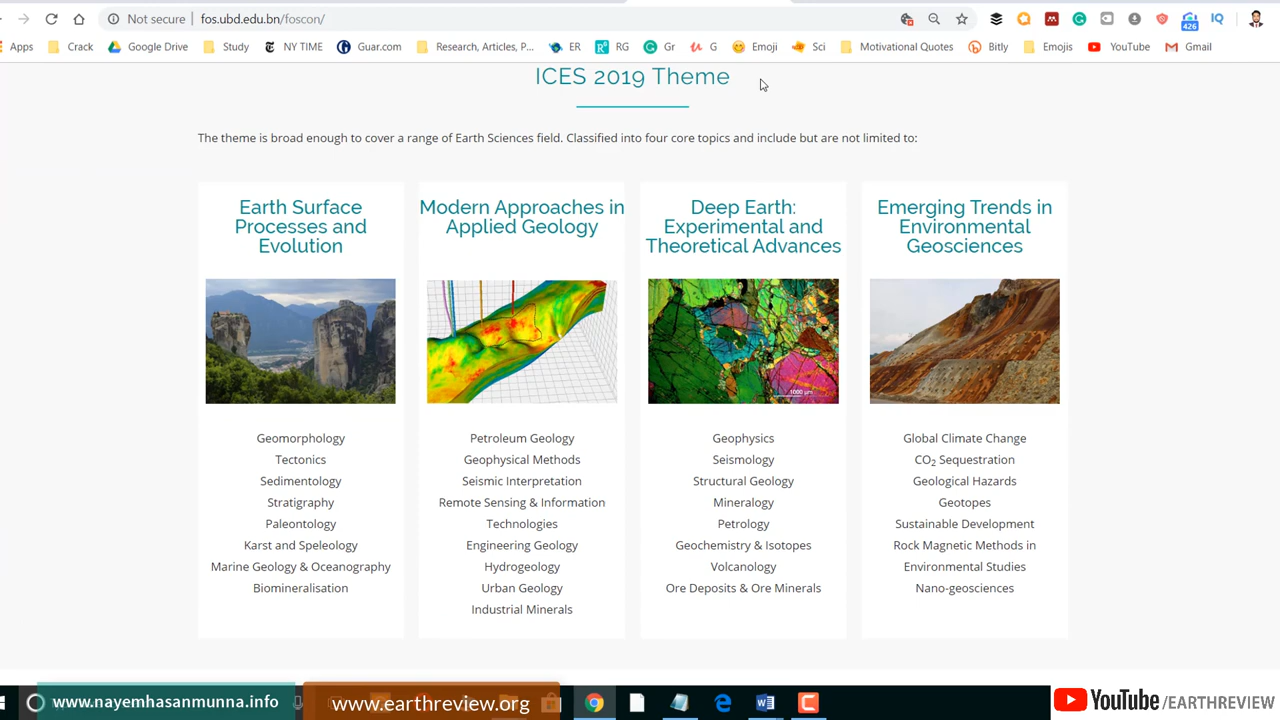 Not secure
fos.ubd.edu.bn/foscon/
426
IQ
Apps
Crack
Google Drive
Study
NY TIME
Guar.com
Research, Articles, P...
ER
RG
Gr
G
Emoji
Sci
Motivational Quotes
Bitly
Emojis
YouTube
Gmail
ICES 2019 Theme
The theme is broad enough to cover a range of Earth Sciences field. Classified into four core topics and include but are not limited to:
Earth Surface
Processes and
Evolution
Geomorphology
Tectonics
Sedimentology
Stratigraphy
Paleontology
Karst and Speleology
Marine Geology & Oceanography
Biomineralisation
Modern Approaches in
Applied Geology
Petroleum Geology
Geophysical Methods
Seismic Interpretation
Remote Sensing & Information
Technologies
Engineering Geology
Hydrogeology
Urban Geology
Industrial Minerals
Deep Earth:
Experimental and
Theoretical Advances
1000 µm
Geophysics
Seismology
Structural Geology
Mineralogy
Petrology
Geochemistry & Isotopes
Volcanology
Ore Deposits & Ore Minerals
Emerging Trends in
Environmental
Geosciences
Global Climate Change
CO₂ Sequestration
Geological Hazards
Geotopes
Sustainable Development
Rock Magnetic Methods in
Environmental Studies
Nano-geosciences
www.nayemhasanmunna.info
www.earthreview.org
YouTube/EARTHREVIEW